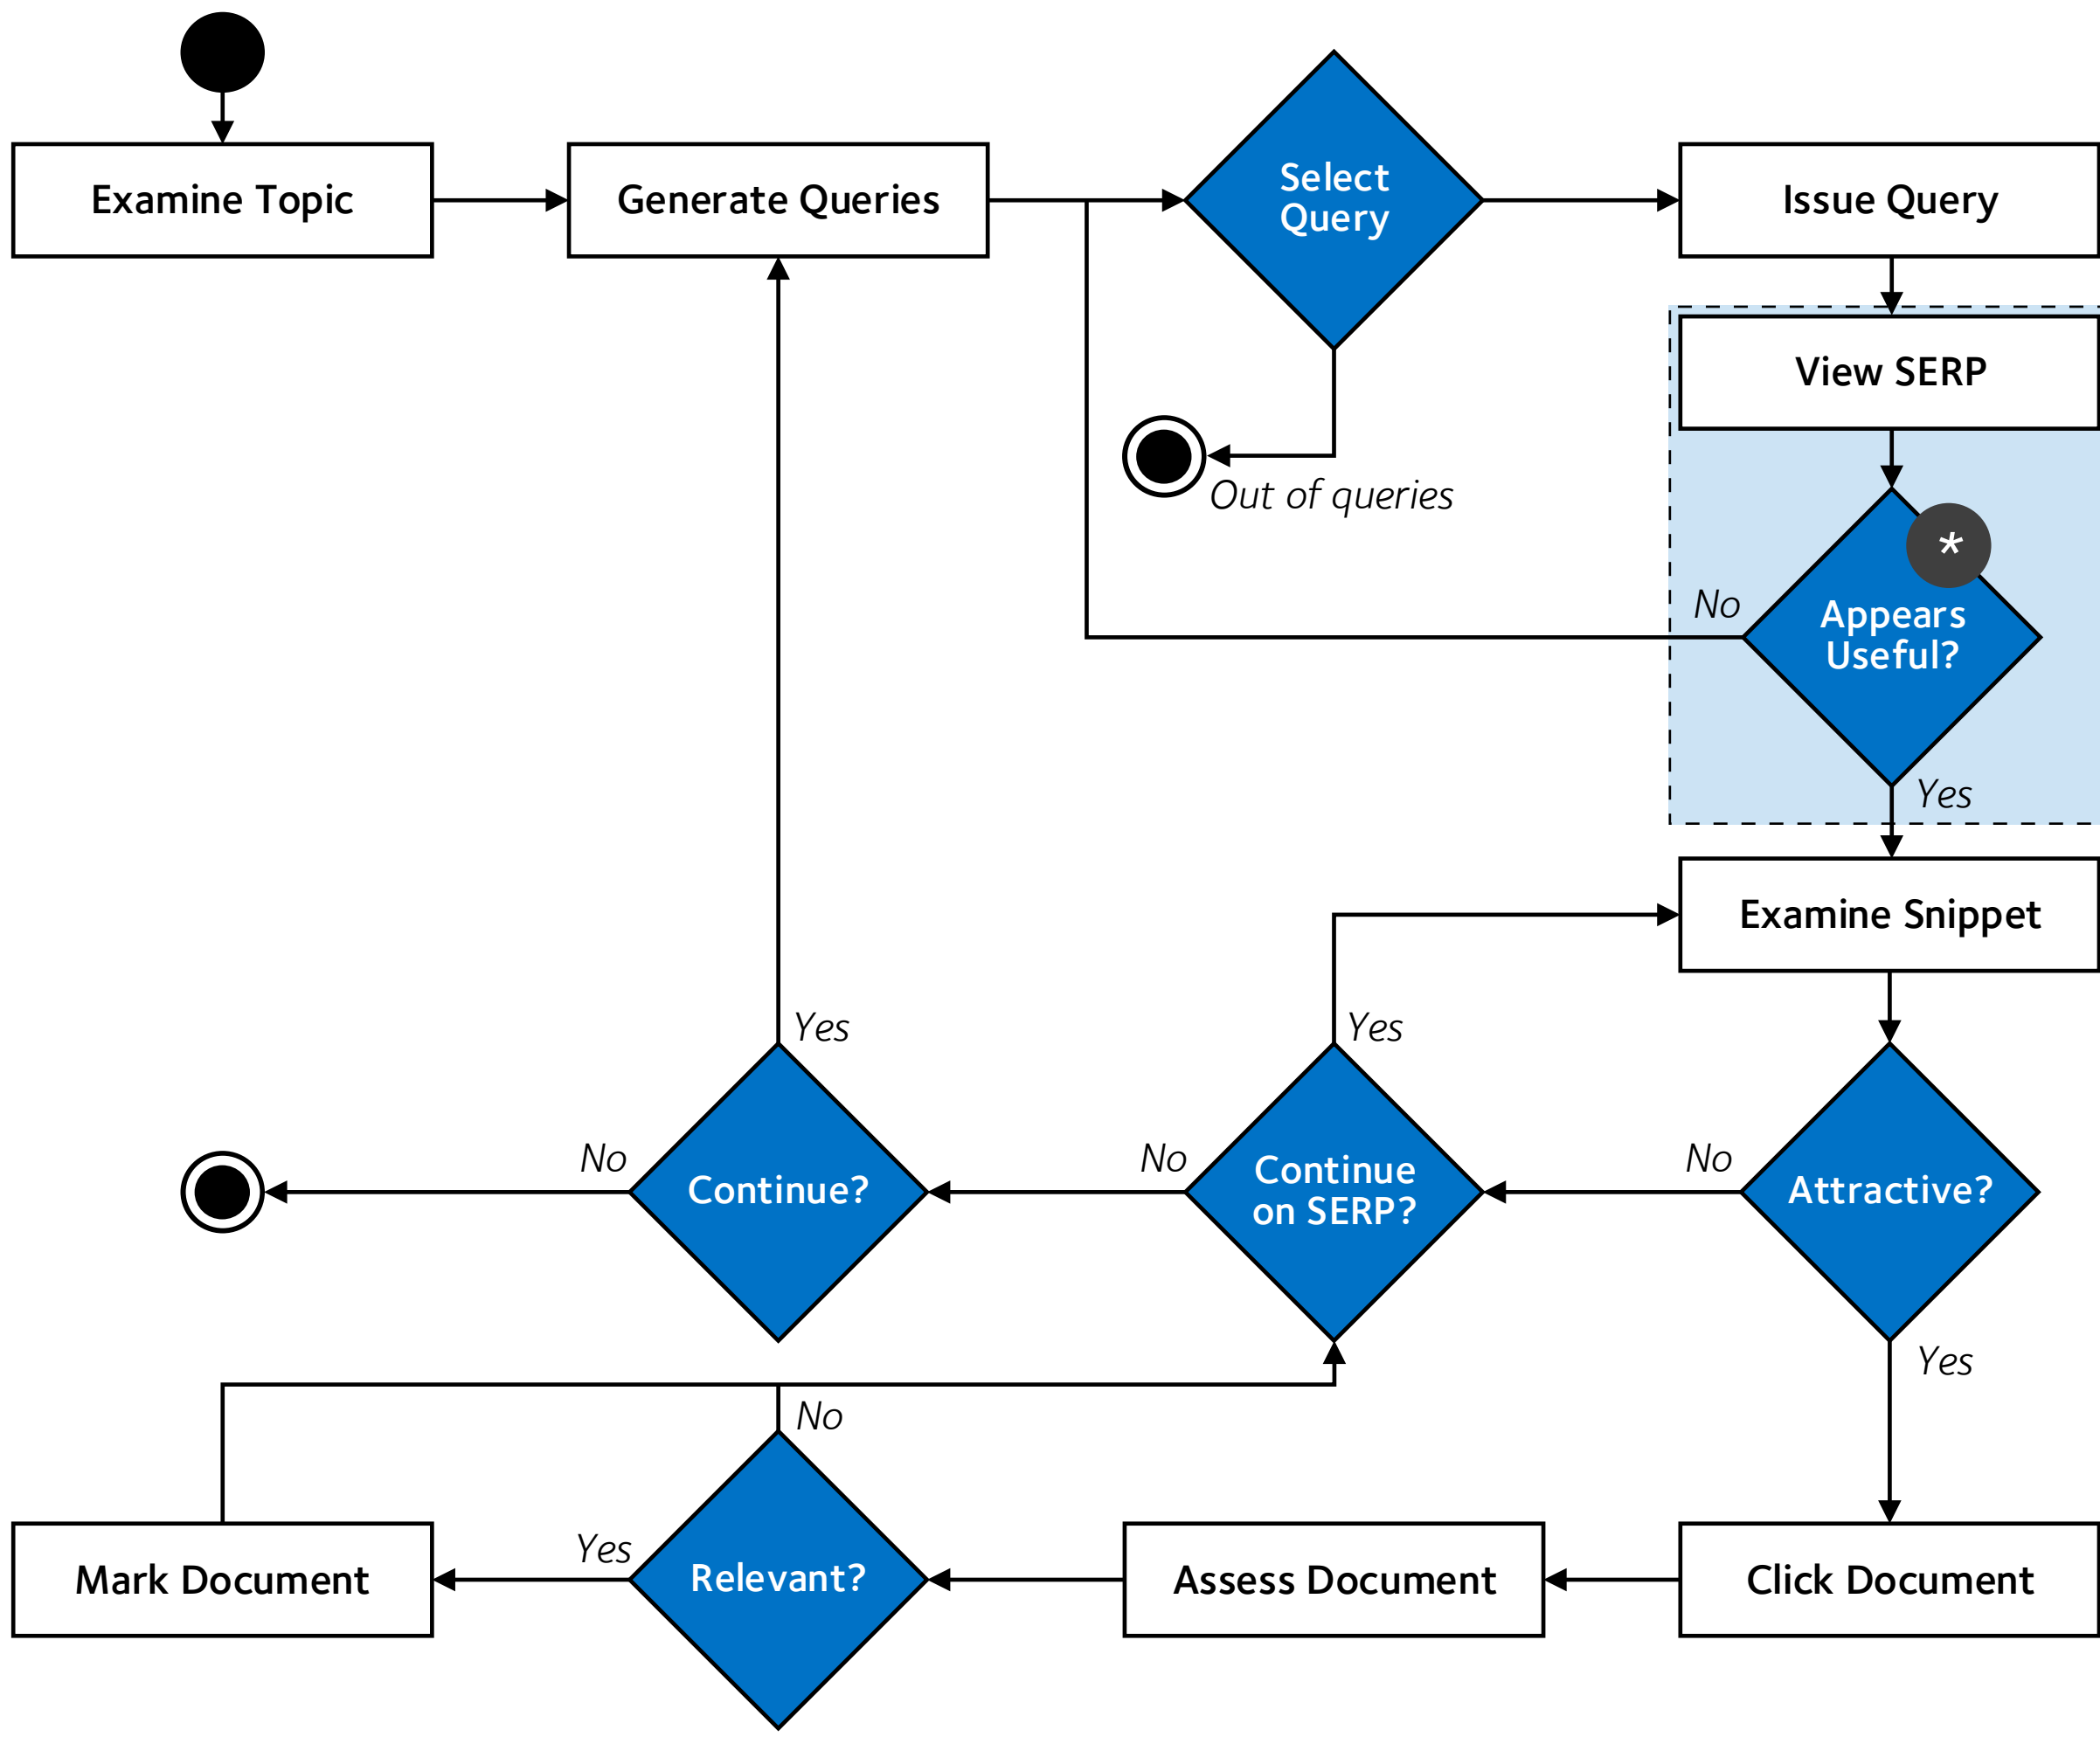 Examine Topic
Generate Queries
Select
Query
Issue Query
View SERP
Out of queries
*
No
Appears
Useful?
Yes
Examine Snippet
Yes
Yes
No
Continue?
No
Continue
on SERP?
No
Attractive?
Yes
No
Mark Document
Yes
Relevant?
Assess Document
Click Document